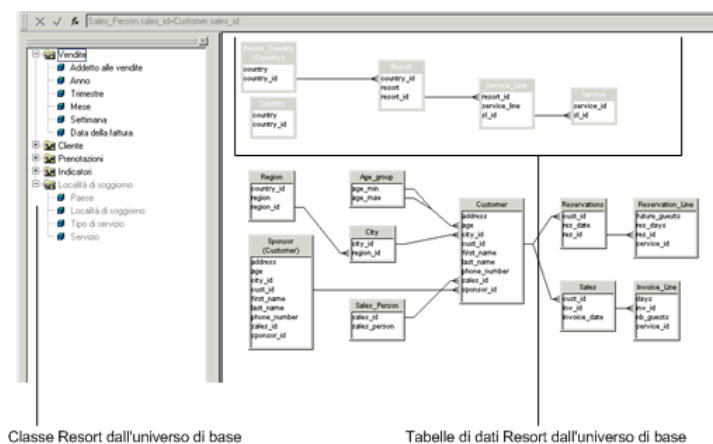 Sales_Person.sales_id=Customer.sales_id
Vendite
Addetto alle vendite
Anno
Trimestre
Mese
Settimana
Data della fattura
Cliente
Prenotazioni
Indicatori
Località di soggiorno
Paese
Località di soggiorno
Tipo di servizio
Servizio
Resort_Country
(Country)
country
country_id
Country
country
country_id
Resort
country_id
resort
resort_id
Service_Line
resort_id
service_line
sl_id
Service
service_id
sl_id
Region
country_id
region
region_id
Age_group
age_min
age_max
City
city_id
region_id
Sponsor
(Customer)
address
age
city_id
cust_id
first_name
last_name
phone_number
sales_id
sponsor_id
Sales_Person
sales_id
sales_person
Customer
address
age
city_id
cust_id
first_name
last_name
phone_number
sales_id
sponsor_id
Reservations
cust_id
res_date
res_id
Reservation_Line
future_guests
res_days
res_id
service_id
Sales
cust_id
inv_id
invoice_date
Invoice_Line
days
inv_id
nb_guests
service_id
Classe Resort dall'universo di base
Tabelle di dati Resort dall'universo di base